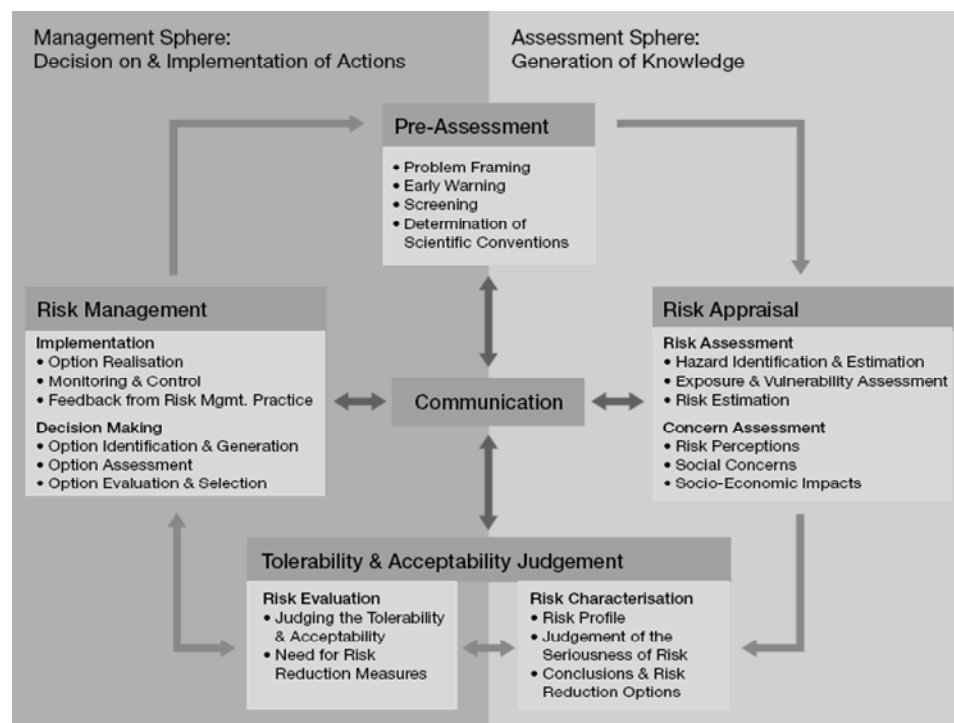 Management Sphere:
Decision on & Implementation of Actions
Assessment Sphere:
Generation of Knowledge
Pre-Assessment
• Problem Framing
• Early Warning
• Screening
• Determination of
Scientific Conventions
Risk Management
Implementation
• Option Realisation
• Monitoring & Control
• Feedback from Risk Mgmt. Practice
Decision Making
• Option Identification & Generation
• Option Assessment
• Option Evaluation & Selection
Communication
Risk Appraisal
Risk Assessment
• Hazard Identification & Estimation
• Exposure & Vulnerability Assessment
• Risk Estimation
Concern Assessment
• Risk Perceptions
• Social Concerns
• Socio-Economic Impacts
Tolerability & Acceptability Judgement
Risk Evaluation
• Judging the Tolerability
& Acceptability
• Need for Risk
Reduction Measures
Risk Characterisation
• Risk Profile
• Judgement of the
Seriousness of Risk
• Conclusions & Risk
Reduction Options